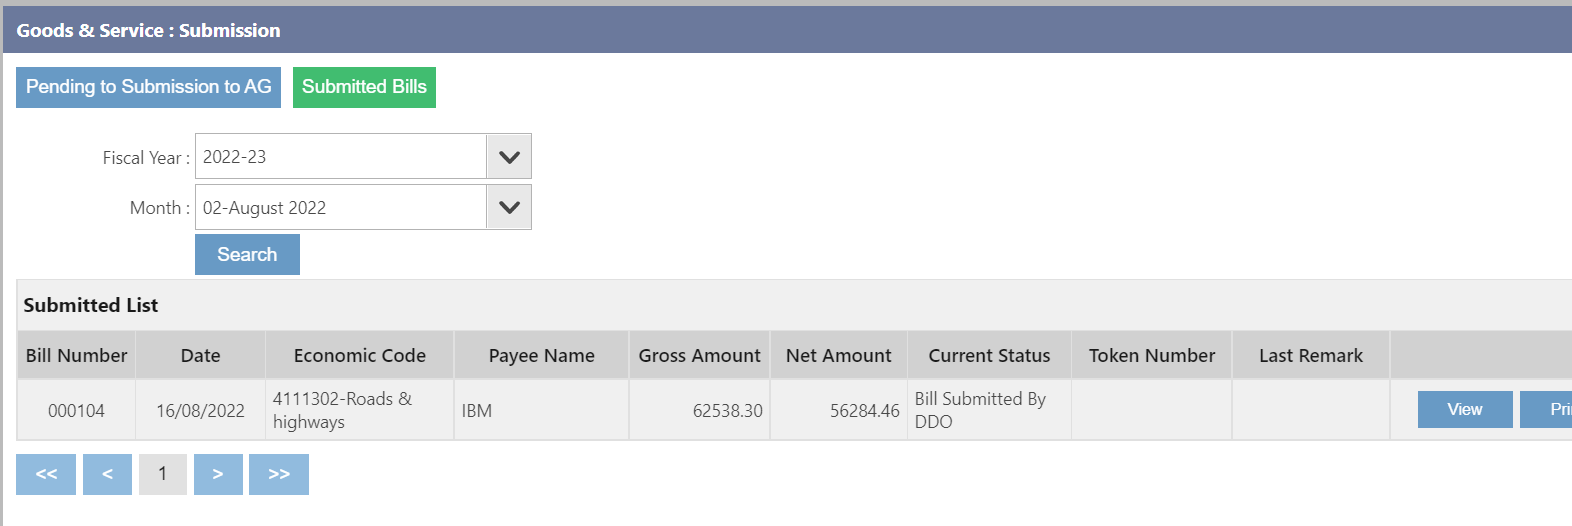 Goods & Service : Submission
Pending to Submission to AG Submitted Bills
Fiscal Year : 2022-23
Month : 02-August 2022
Search
Submitted List
Bill Number Date Economic Code Payee Name Gross Amount Net Amount Current Status Token Number Last Remark
000104 16/08/2022 4111302-Roads & highways IBM 62538.30 56284.46 Bill Submitted By DDO View Pri
<< < 1 > >>